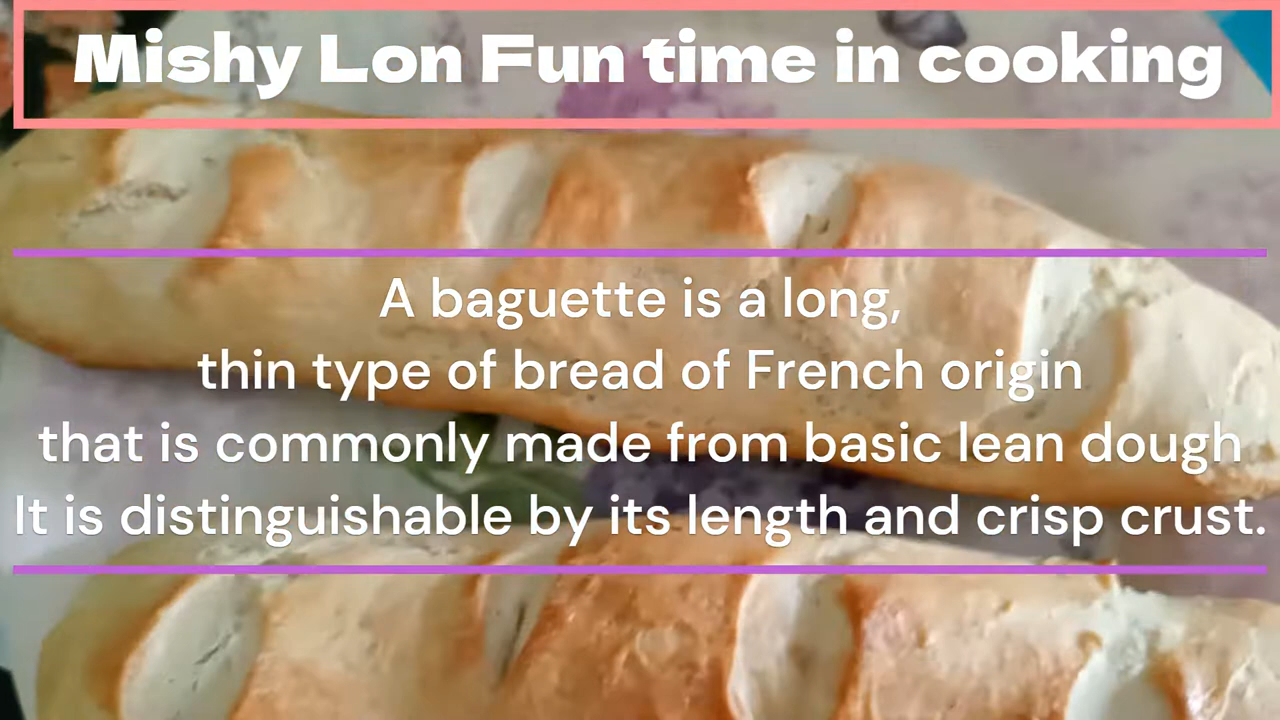 Mishy Lon Fun time in cooking
A baguette is a long,
thin type of bread of French origin
that is commonly made from basic lean dough
It is distinguishable by its length and crisp crust.